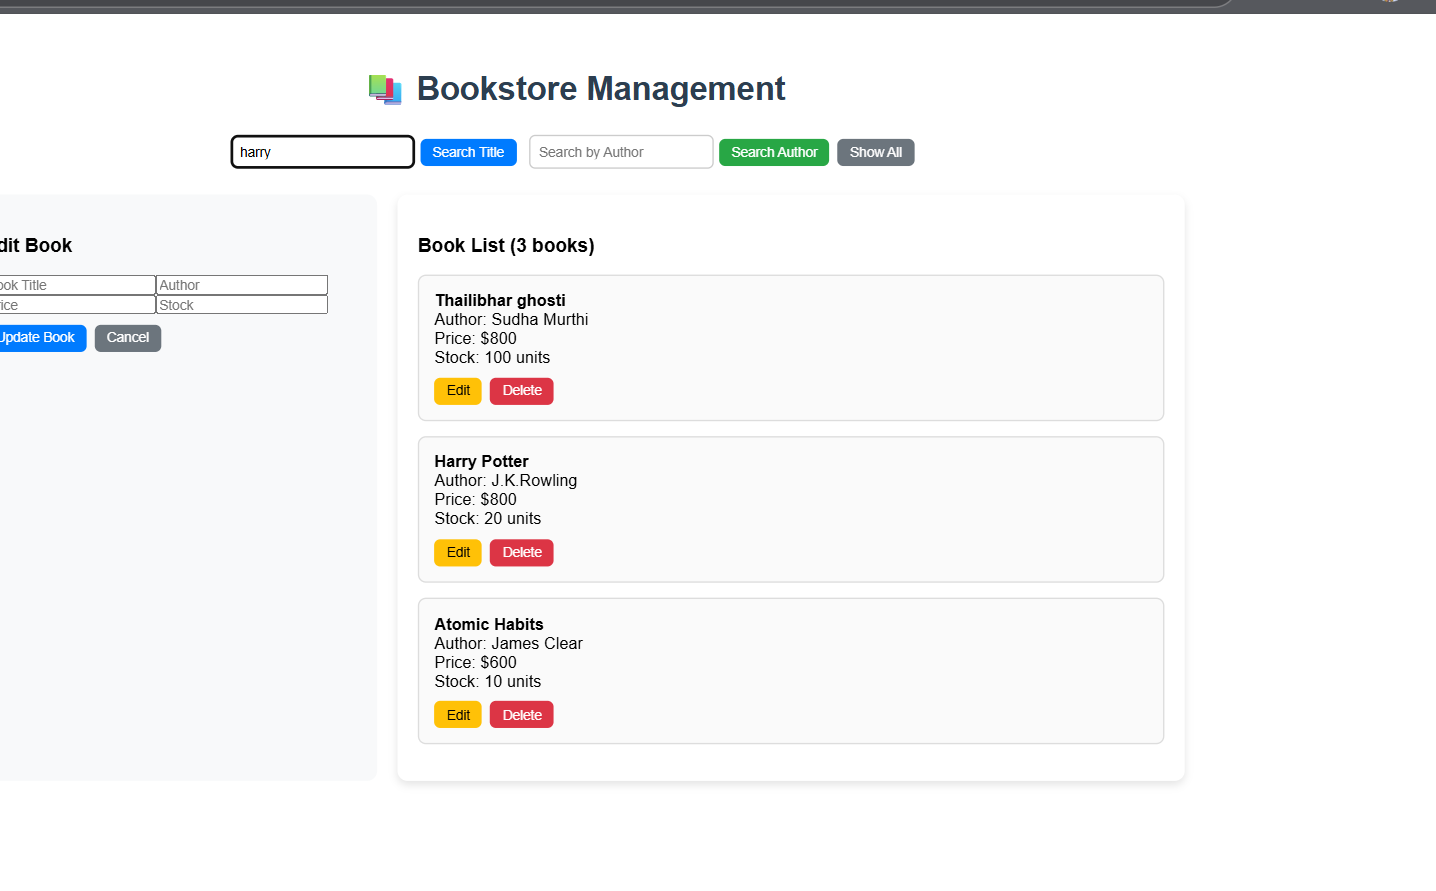 Bookstore Management
harry Search Title Search by Author Search Author Show All
dit Book
ook Title Author
ice Stock
Update Book Cancel
Book List (3 books)
Thailibhar ghosti
Author: Sudha Murthi
Price: $800
Stock: 100 units
Edit Delete
Harry Potter
Author: J.K.Rowling
Price: $800
Stock: 20 units
Edit Delete
Atomic Habits
Author: James Clear
Price: $600
Stock: 10 units
Edit Delete